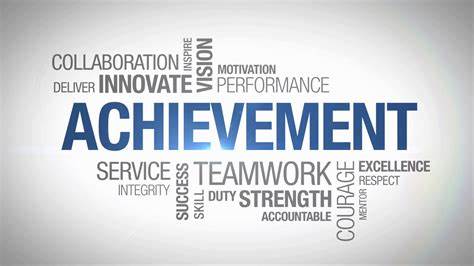 COLLABORATION
INSPIRE
VISION
MOTIVATION
DELIVER
INNOVATE
PERFORMANCE
ACHIEVEMENT
SERVICE
INTEGRITY
SUCCESS
SKILL
TEAMWORK
DUTY
STRENGTH
ACCOUNTABLE
COURAGE
EXCELLENCE
RESPECT
MENTOR